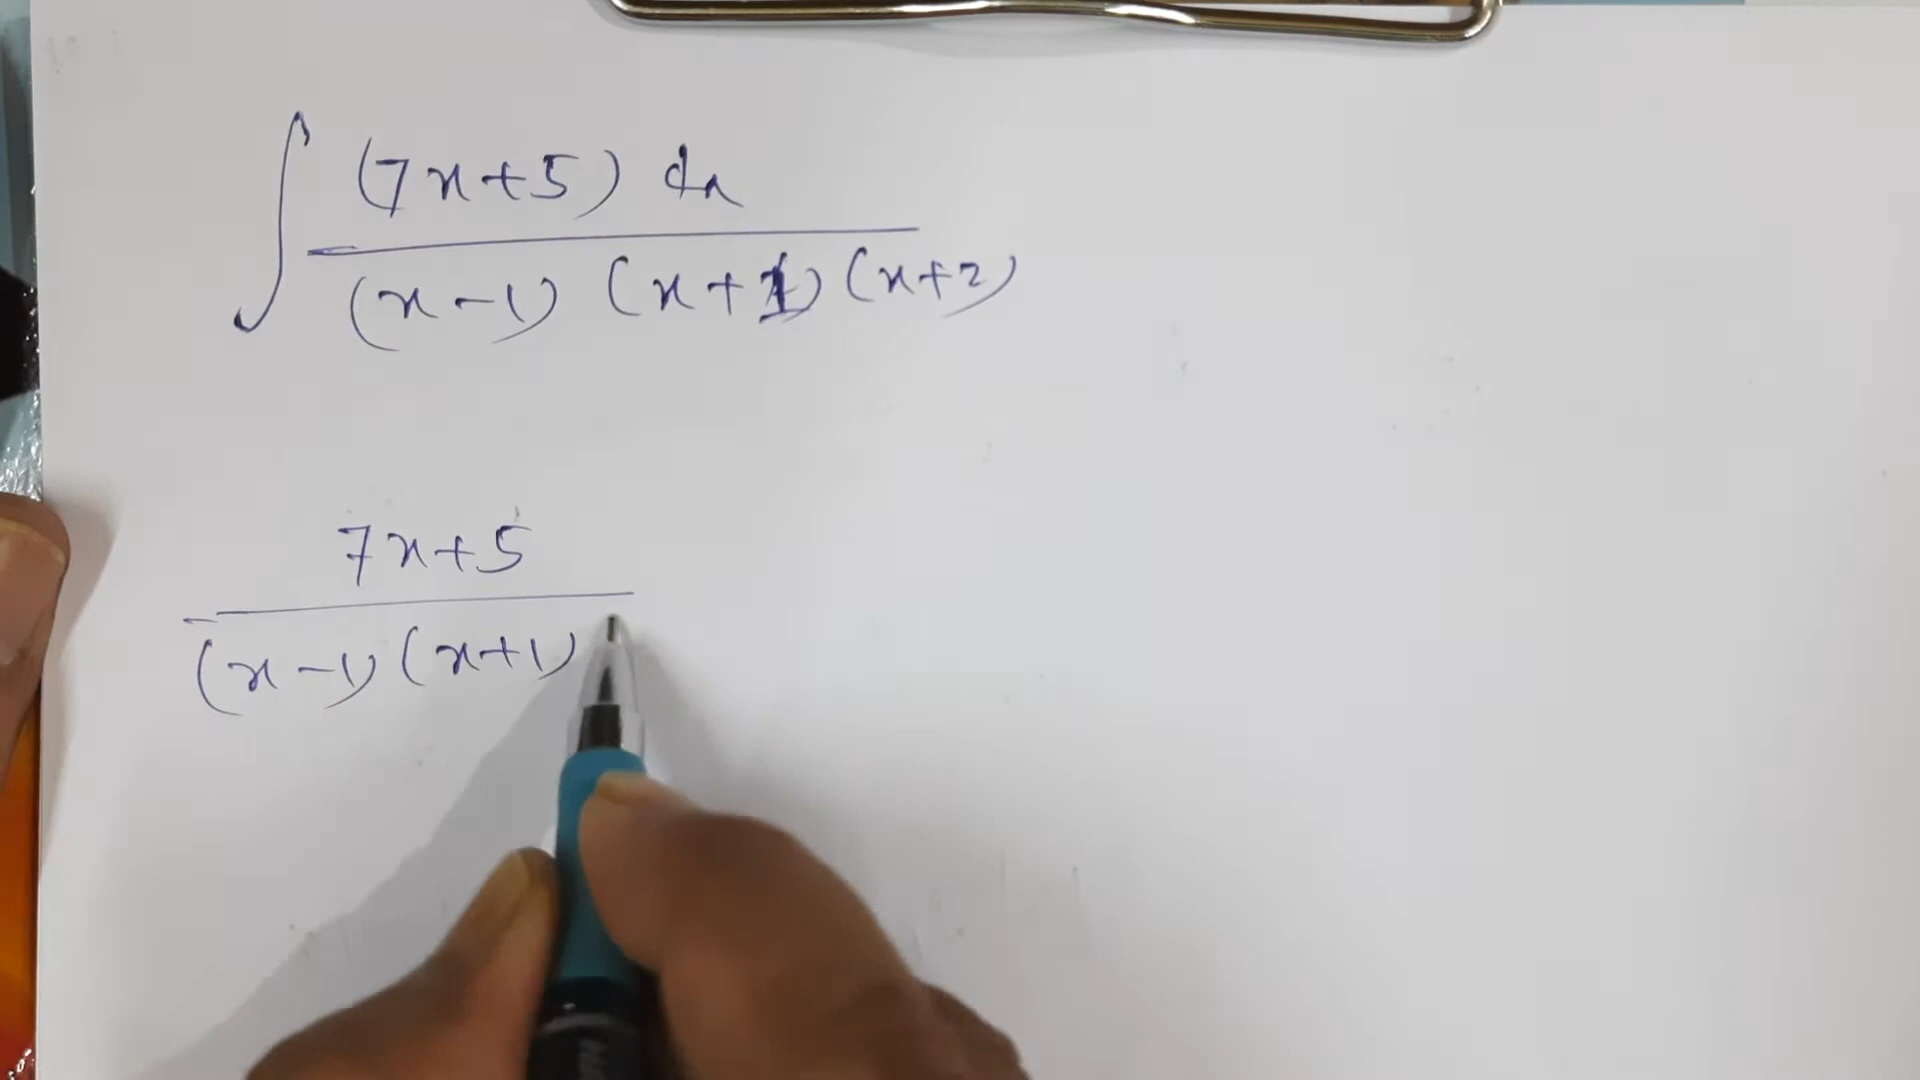 ∫ (7x+5) dx
(x-1) (x+1) (x+2)
7x+5
(x-1) (x+1)